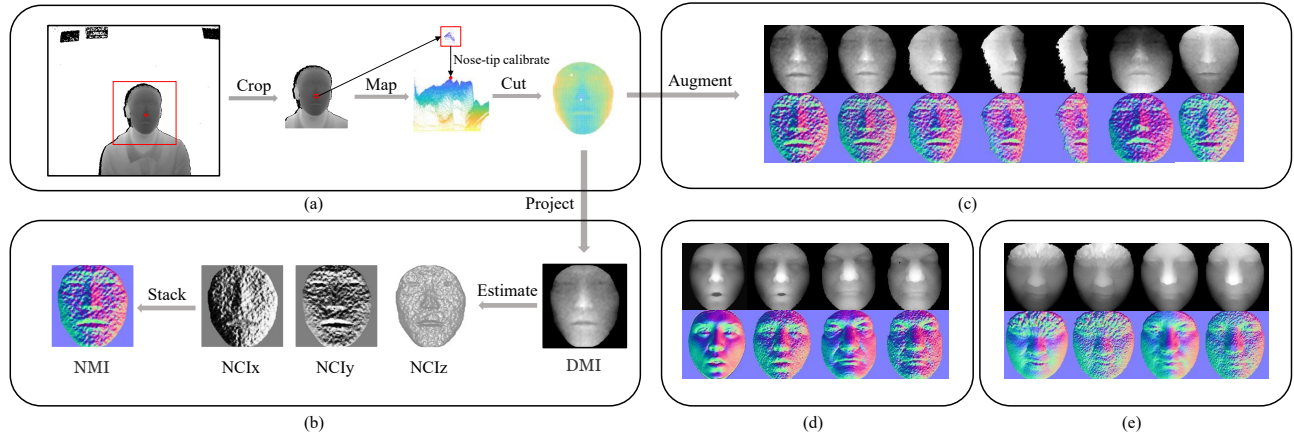 Crop
Map
Nose-tip calibrate
Cut
Augment
(a)
(c)
Project
Stack
Estimate
NMI
NCIx
NCIy
NCIz
DMI
(b)
(d)
(e)